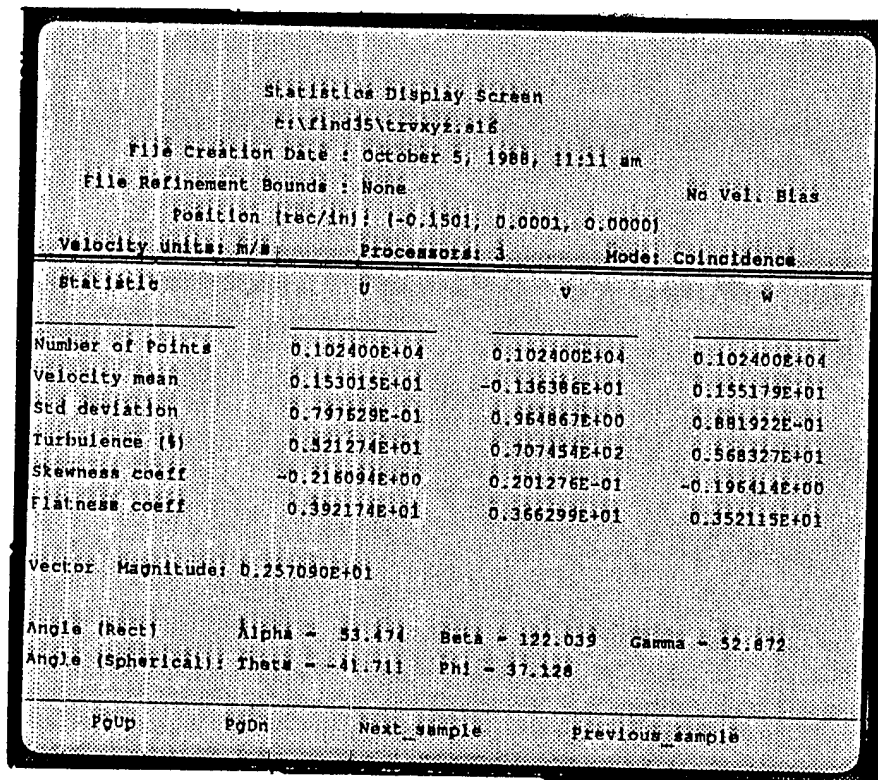 Statistics Display Screen
c:\find35\trvxyz.s16
File Creation Date : October 5, 1988, 11:11 am
File Refinement Bounds : None No Vel. Bias
Position (rec/in): (-0.1501, 0.0001, 0.0000)
Velocity units: m/s Processors: 3 Mode: Coincidence
Statistic U V W
Number of Points 0.102400E+04 0.102400E+04 0.102400E+04
Velocity mean 0.153015E+01 -0.136386E+01 0.155179E+01
Std deviation 0.797629E-01 0.964867E+00 0.881922E-01
Turbulence (%) 0.521274E+01 0.707454E+02 0.568327E+01
Skewness coeff -0.216094E+00 0.201276E-01 -0.196414E+00
Flatness coeff 0.392174E+01 0.366299E+01 0.352115E+01
Vector Magnitude: 0.257090E+01
Angle (Rect) Alpha = 53.474 Beta = 122.039 Gamma = 52.872
Angle (Spherical): Theta = -41.711 Phi = 37.128
PgUp PgDn Next_sample Previous_sample